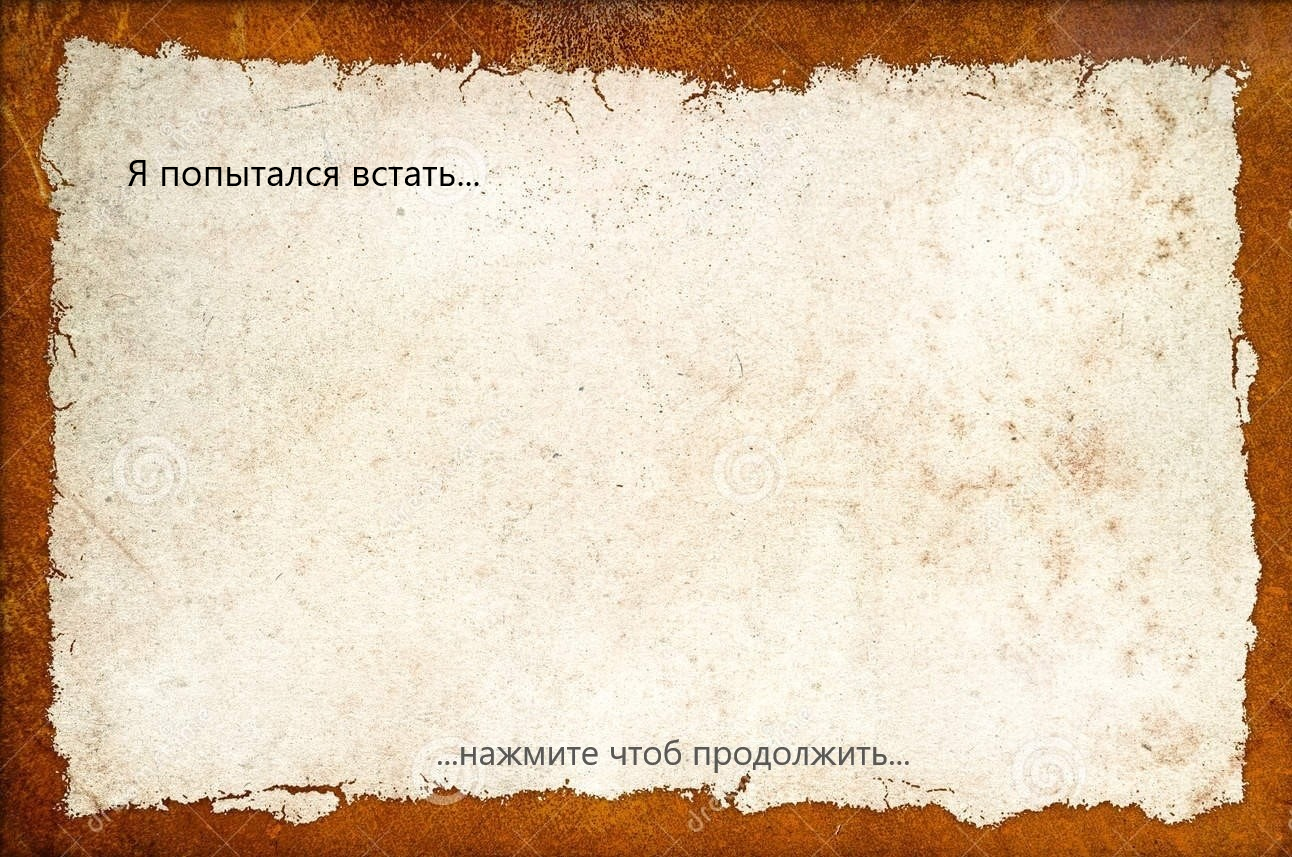 Я попытался встать...
...нажмите чтоб продолжить...